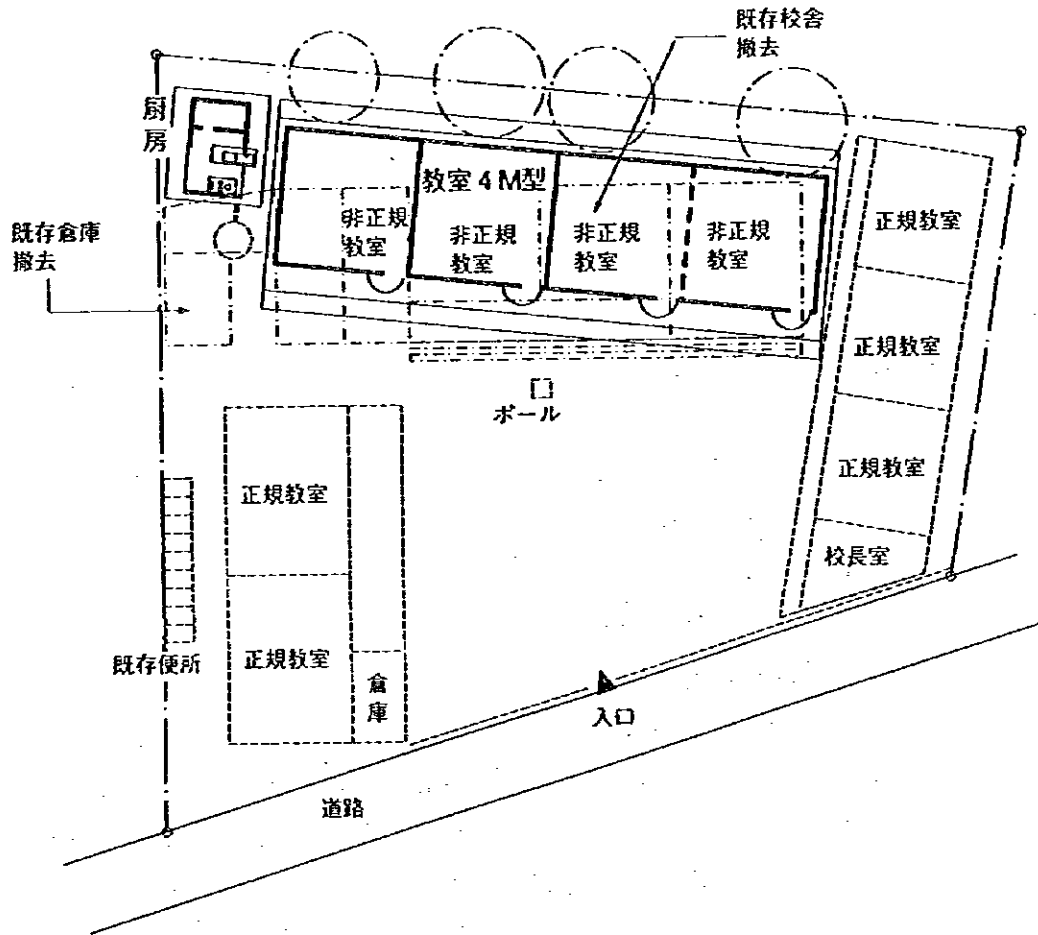 既存校舎
撤去
厨
房
教室4M型
正規教室
既存倉庫
撤去
非正規
教室
非正規
教室
非正規
教室
非正規
教室
正規教室
ポール
正規教室
正規教室
校長室
既存便所
正規教室
倉
庫
入口
道路